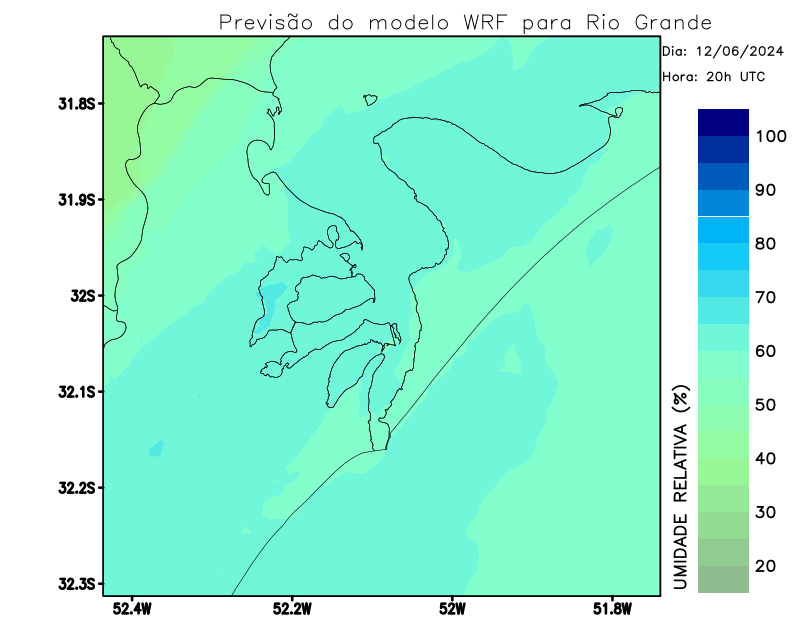 Previsão do modelo WRF para Rio Grande
Dia: 12/06/2024
Hora: 20h UTC
31.8S
31.9S
32S
32.1S
32.2S
32.3S
52.4W
52.2W
52W
51.8W
100
90
80
70
60
50
40
30
20
UMIDADE RELATIVA (%)